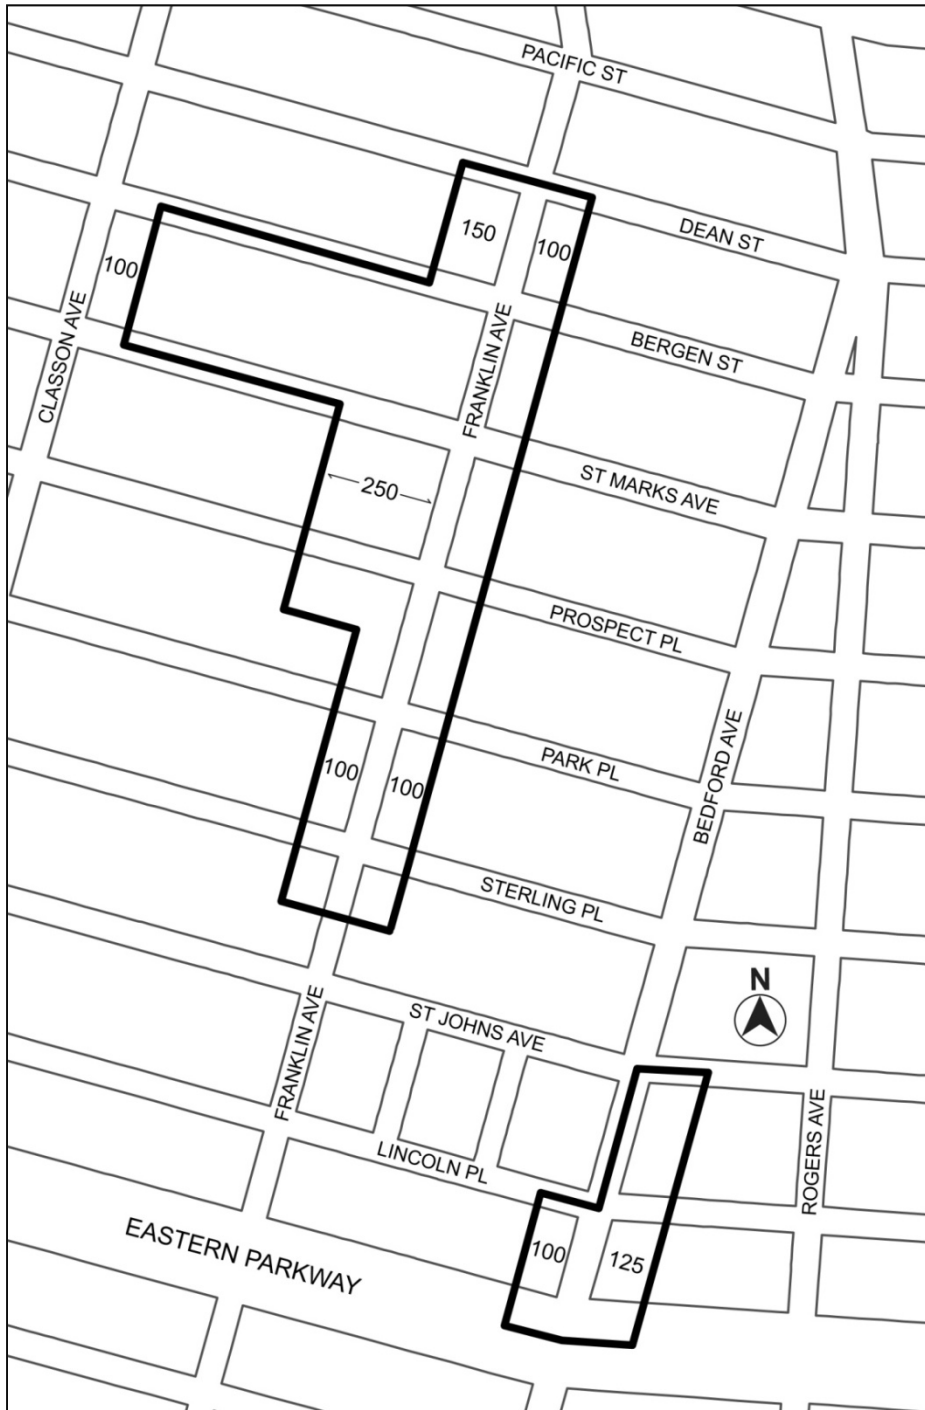 PACIFIC ST
DEAN ST
150
100
100
BERGEN ST
CLASSON AVE
FRANKLIN AVE
ST MARKS AVE
250
PROSPECT PL
PARK PL
BEDFORD AVE
100
100
STERLING PL
N
ST JOHNS AVE
FRANKLIN AVE
ROGERS AVE
LINCOLN PL
EASTERN PARKWAY
100
125